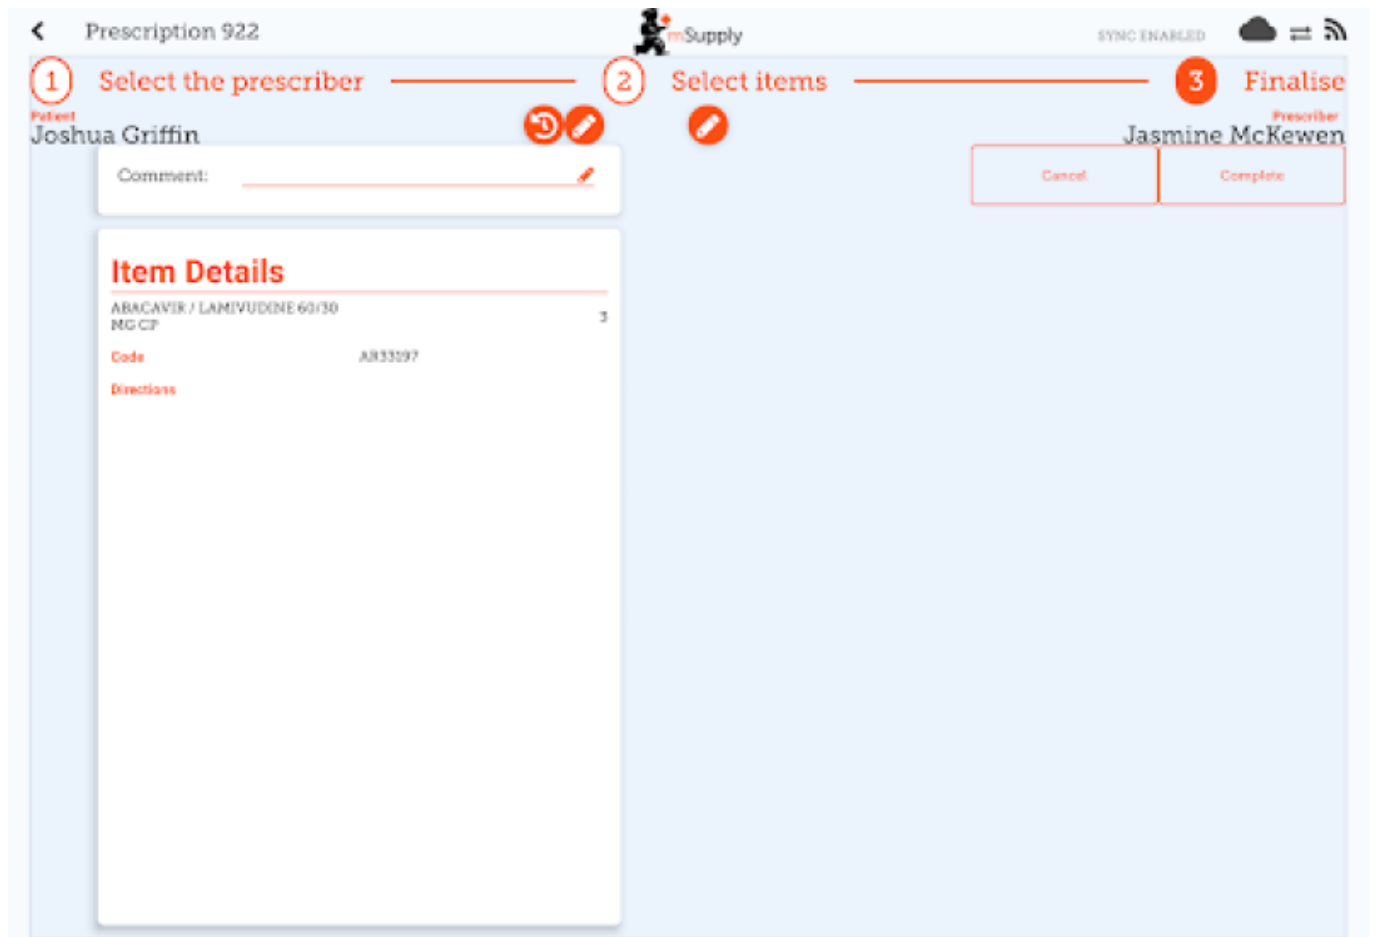 Prescription 922
mSupply
SYNC ENABLED
1 Select the prescriber
2 Select items
3 Finalise
Patient
Joshua Griffin
Prescriber
Jasmine McKewen
Comment:
Cancel
Complete
Item Details
ABACAVIR / LAMIVUDINE 60/30
MG CP
3
Code
AR33197
Directions